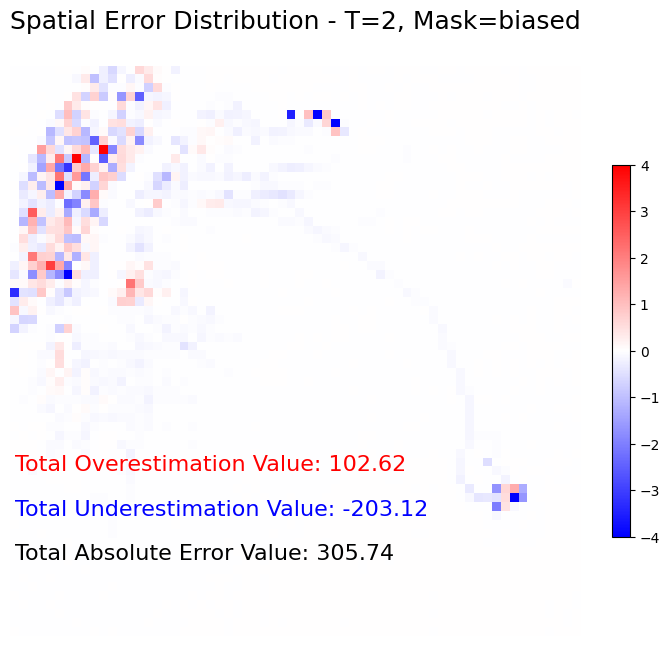 Spatial Error Distribution - T=2, Mask=biased
4
3
2
1
0
−1
−2
−3
−4
Total Overestimation Value: 102.62
Total Underestimation Value: -203.12
Total Absolute Error Value: 305.74